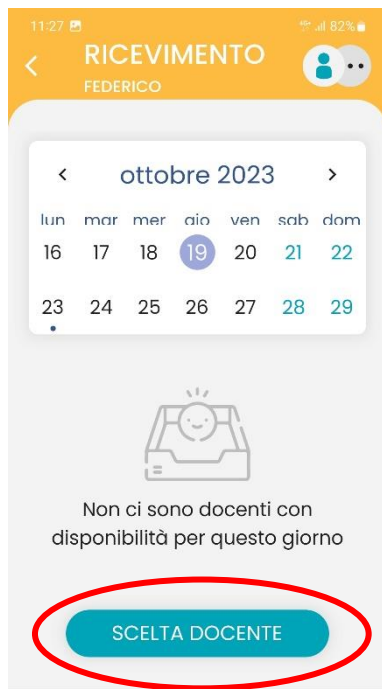 11:27 82%
RICEVIMENTO
FEDERICO
ottobre 2023
lun mar mer gio ven sab dom
16 17 18 19 20 21 22
23 24 25 26 27 28 29
Non ci sono docenti con
disponibilità per questo giorno
SCELTA DOCENTE